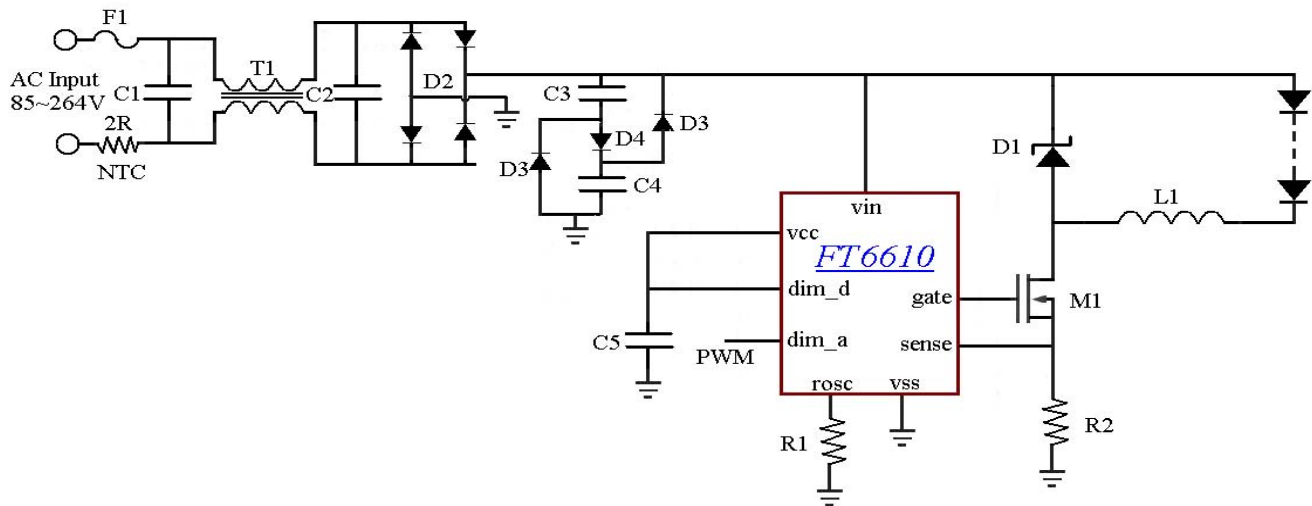 F1
AC Input
85~264V
C1
T1
C2
D2
2R
NTC
C3
D4
D3
D3
C4
D1
L1
vin
vcc
FT6610
dim_d
gate
M1
C5
PWM
dim_a
sense
rosc
vss
R1
R2